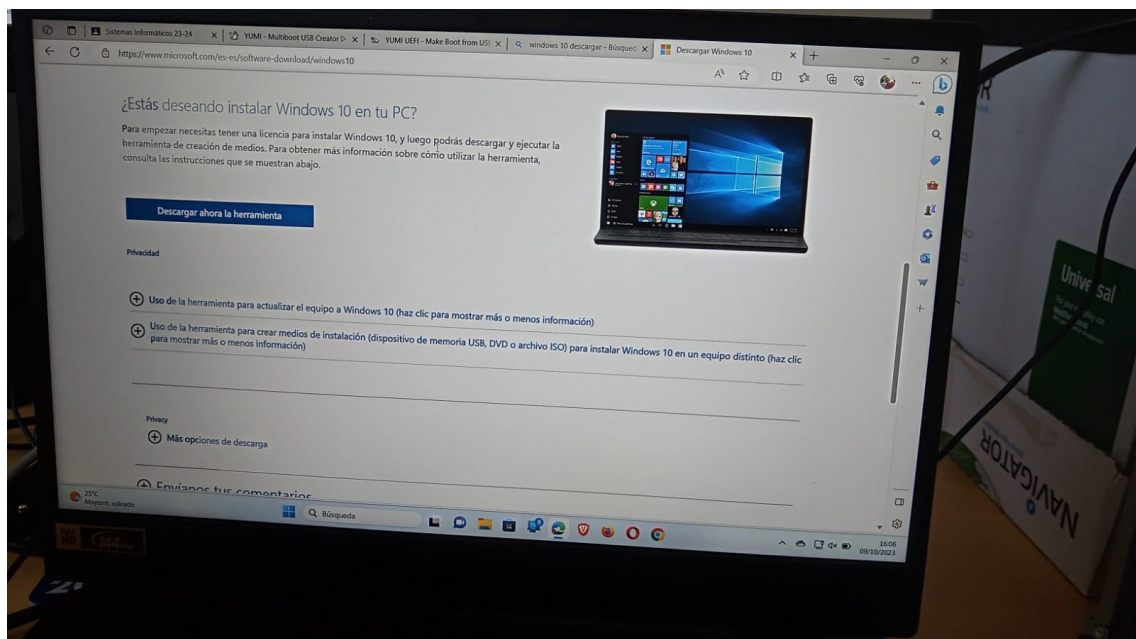 Sistemas Informáticos 23-24
YUMI - Multiboot USB Creator
YUMI UEFI - Make Boot from USI
windows 10 descargar - Búsqued
Descargar Windows 10
https://www.microsoft.com/es-es/software-download/windows10
¿Estás deseando instalar Windows 10 en tu PC?
Para empezar necesitas tener una licencia para instalar Windows 10, y luego podrás descargar y ejecutar la
herramienta de creación de medios. Para obtener más información sobre cómo utilizar la herramienta,
consulta las instrucciones que se muestran abajo.
Descargar ahora la herramienta
Privacidad
Uso de la herramienta para actualizar el equipo a Windows 10 (haz clic para mostrar más o menos información)
Uso de la herramienta para crear medios de instalación (dispositivo de memoria USB, DVD o archivo ISO) para instalar Windows 10 en un equipo distinto (haz clic
para mostrar más o menos información)
Privacy
Más opciones de descarga
Envíanos tus comentarios
25°C
Mayorm. soleado
Búsqueda
16:06
09/10/2023
FULL
HD
Universal
NAVIGATOR